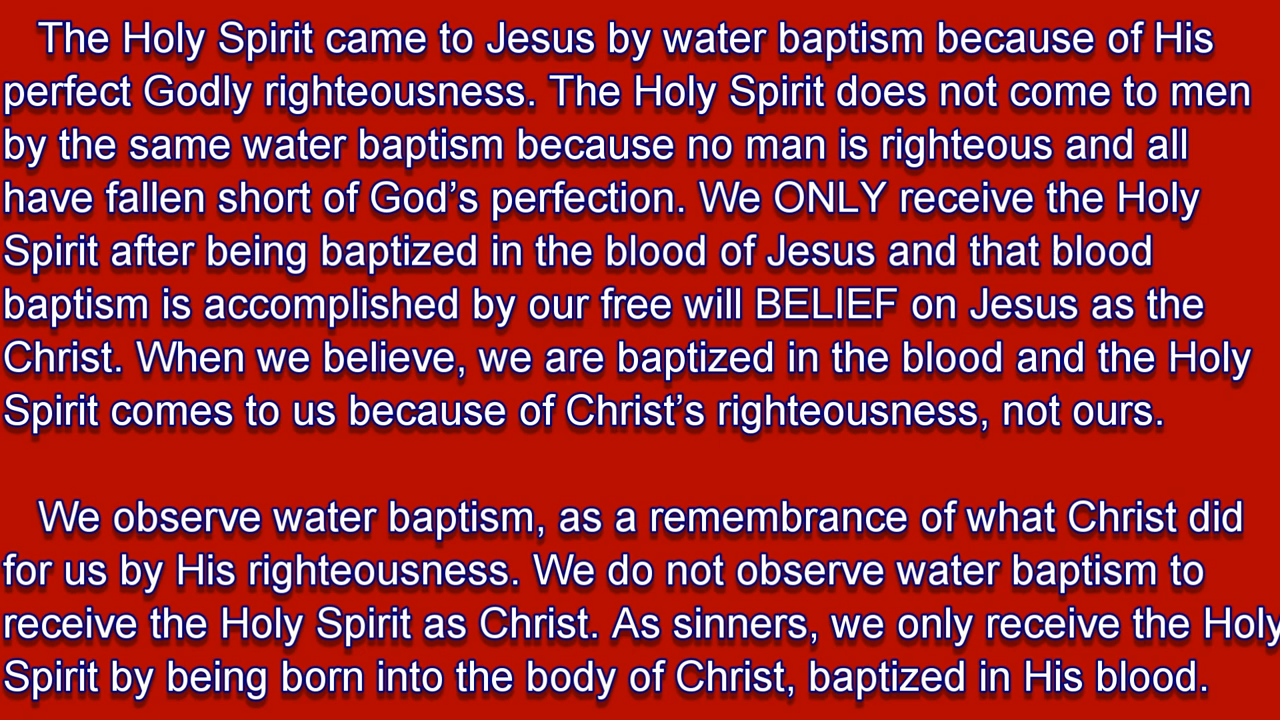 The Holy Spirit came to Jesus by water baptism because of His
perfect Godly righteousness. The Holy Spirit does not come to men
by the same water baptism because no man is righteous and all
have fallen short of God’s perfection. We ONLY receive the Holy
Spirit after being baptized in the blood of Jesus and that blood
baptism is accomplished by our free will BELIEF on Jesus as the
Christ. When we believe, we are baptized in the blood and the Holy
Spirit comes to us because of Christ’s righteousness, not ours.
We observe water baptism, as a remembrance of what Christ did
for us by His righteousness. We do not observe water baptism to
receive the Holy Spirit as Christ. As sinners, we only receive the Holy
Spirit by being born into the body of Christ, baptized in His blood.